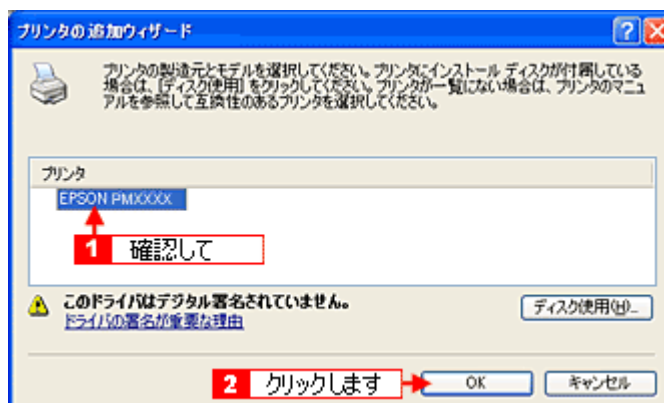 プリンタの追加ウィザード
プリンタの製造元とモデルを選択してください。プリンタにインストール ディスクが付属している
場合は、[ディスク使用] をクリックしてください。プリンタが一覧にない場合は、プリンタのマニュ
アルを参照して互換性のあるプリンタを選択してください。
プリンタ
EPSON PMXXXX
1 確認して
このドライバはデジタル署名されていません。
ディスク使用(H)...
ドライバの署名が重要な理由
2 クリックします
OK
キャンセル